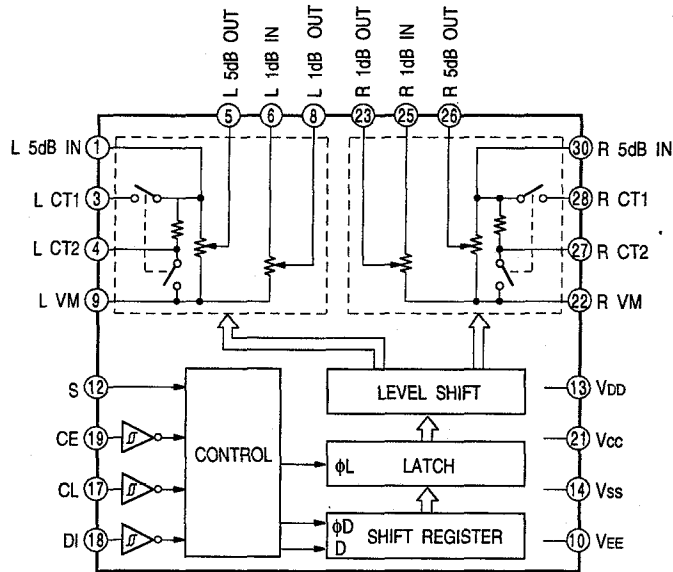 L 5dB OUT
L 1dB IN
L 1dB OUT
R 1dB OUT
R 1dB IN
R 5dB OUT
5
6
8
23
25
26
L 5dB IN 1
30 R 5dB IN
L CT1 3
28 R CT1
L CT2 4
27 R CT2
L VM 9
22 R VM
S 12
LEVEL SHIFT
13 VDD
CE 19
CONTROL
φL LATCH
21 Vcc
CL 17
14 Vss
DI 18
φD
D
SHIFT REGISTER
10 VEE